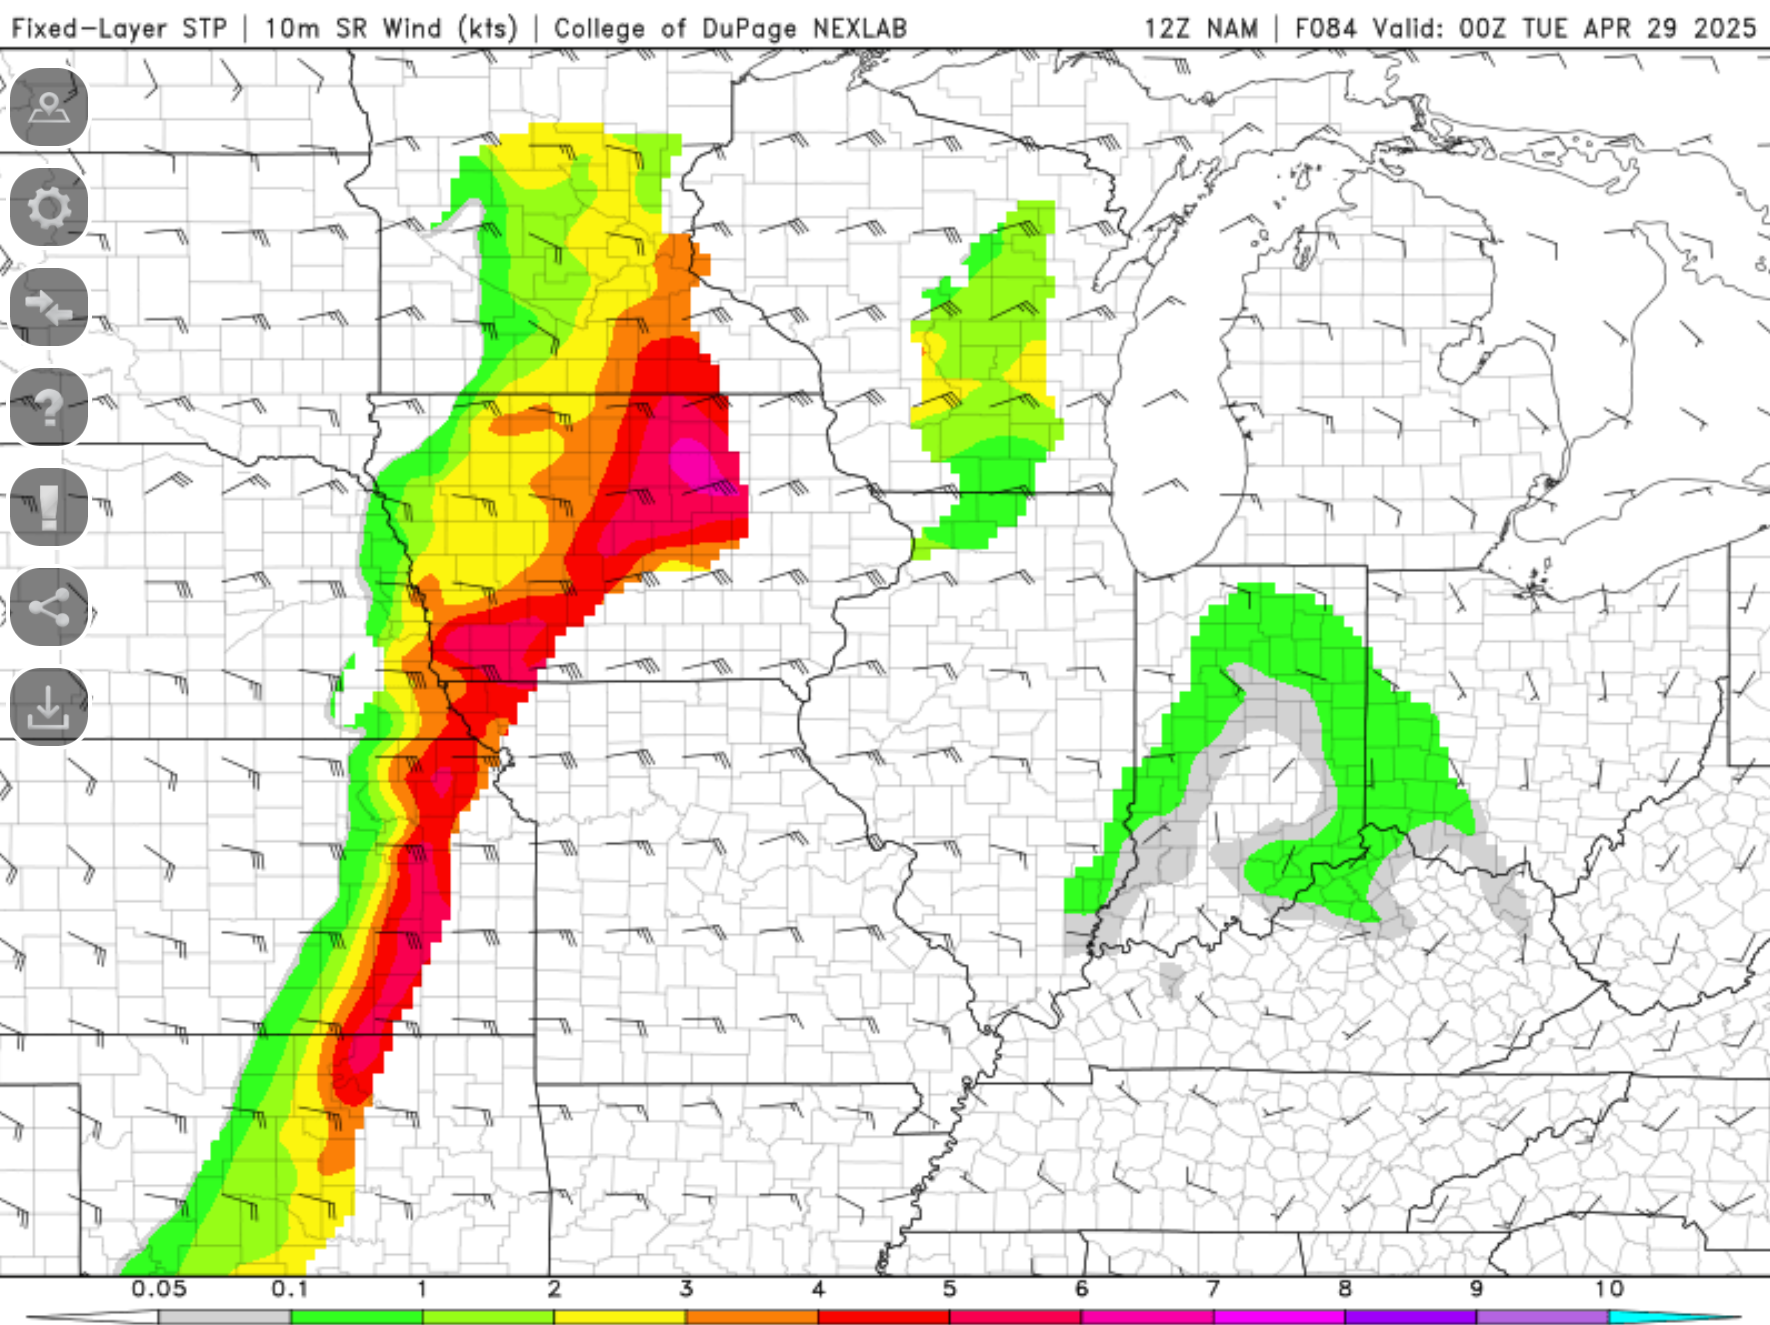 Fixed-Layer STP | 10m SR Wind (kts) | College of DuPage NEXLAB
12Z NAM | F084 Valid: 00Z TUE APR 29 2025
?
!
0.05 0.1 1 2 3 4 5 6 7 8 9 10